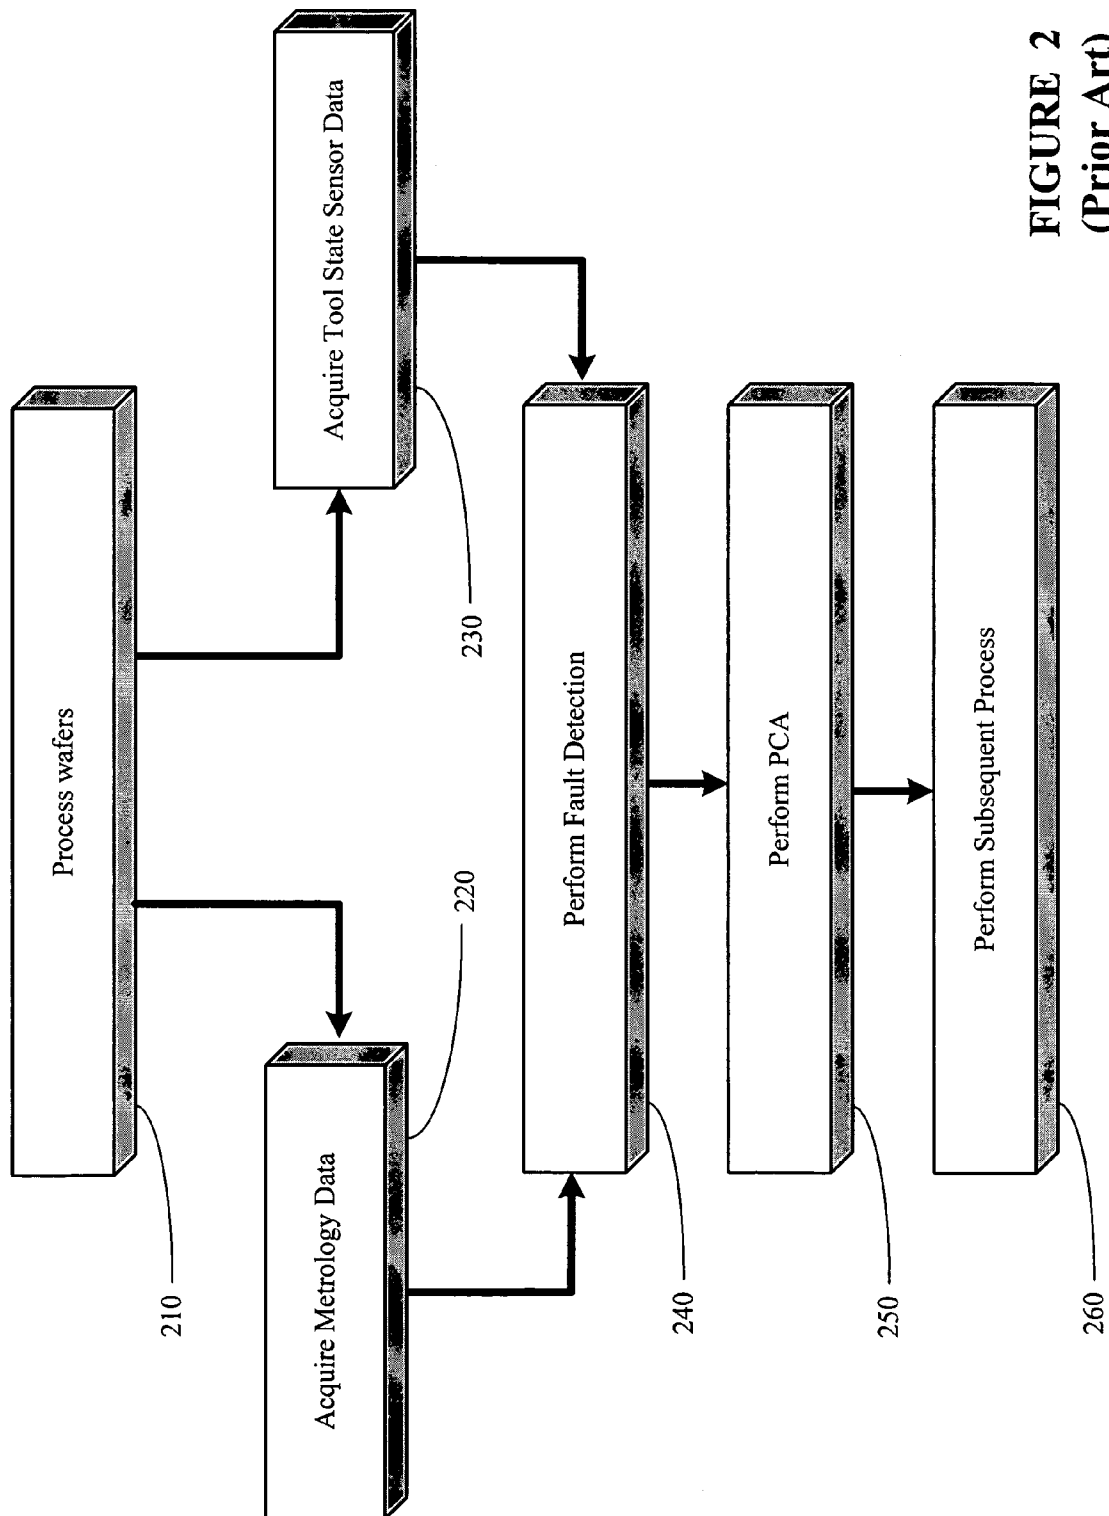 Process wafers
210
Acquire Metrology Data
220
Acquire Tool State Sensor Data
230
Perform Fault Detection
240
Perform PCA
250
Perform Subsequent Process
260
FIGURE 2
(Prior Art)